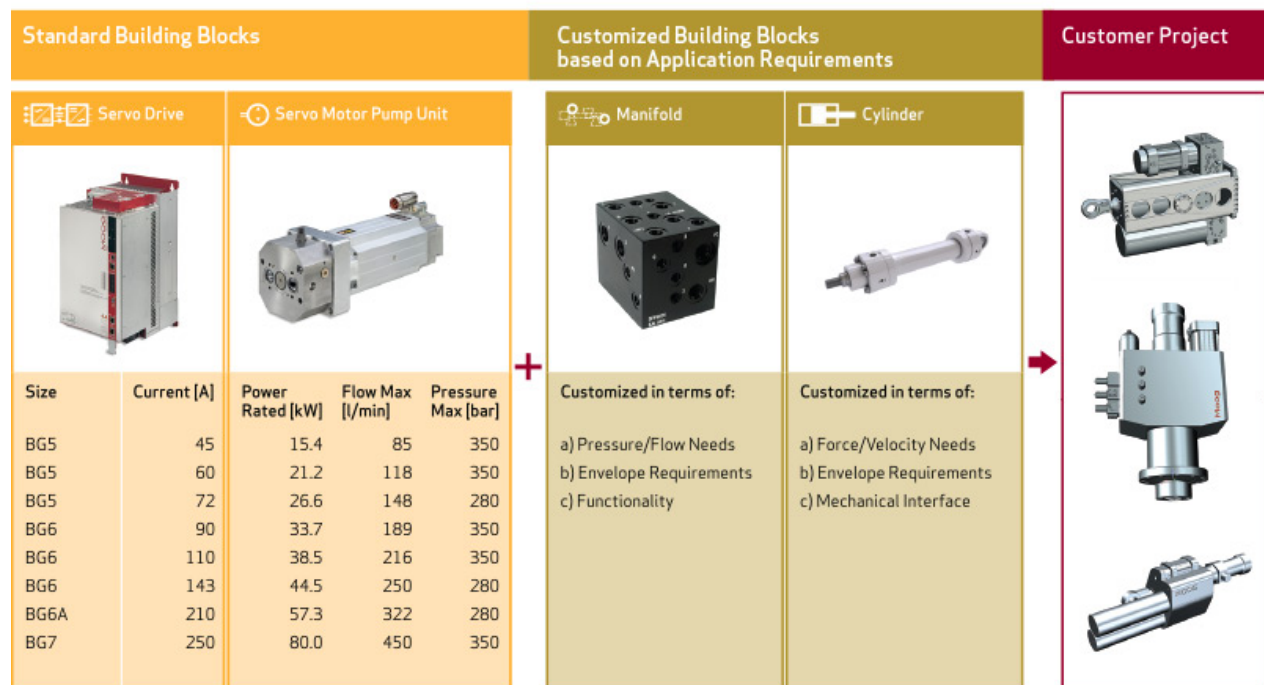 Standard Building Blocks
Customized Building Blocks
based on Application Requirements
Customer Project
Servo Drive
Servo Motor Pump Unit
Manifold
Cylinder
MOOG
Moog
MOOG
Size Current [A] Power Rated [kW] Flow Max [l/min] Pressure Max [bar]
BG5 45 15.4 85 350
BG5 60 21.2 118 350
BG5 72 26.6 148 280
BG6 90 33.7 189 350
BG6 110 38.5 216 350
BG6 143 44.5 250 280
BG6A 210 57.3 322 280
BG7 250 80.0 450 350
Customized in terms of:
a) Pressure/Flow Needs
b) Envelope Requirements
c) Functionality
Customized in terms of:
a) Force/Velocity Needs
b) Envelope Requirements
c) Mechanical Interface